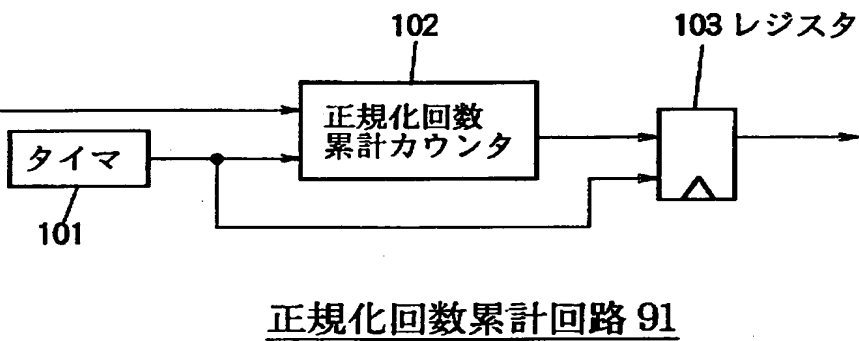 102
103 レジスタ
正規化回数
累計カウンタ
タイマ
101
正規化回数累計回路 91